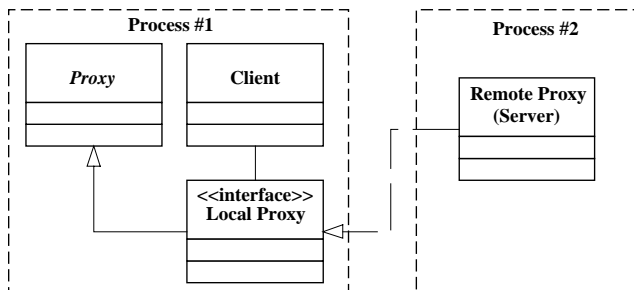 Process #1
Process #2
Proxy
Client
Remote Proxy
(Server)
<<interface>>
Local Proxy